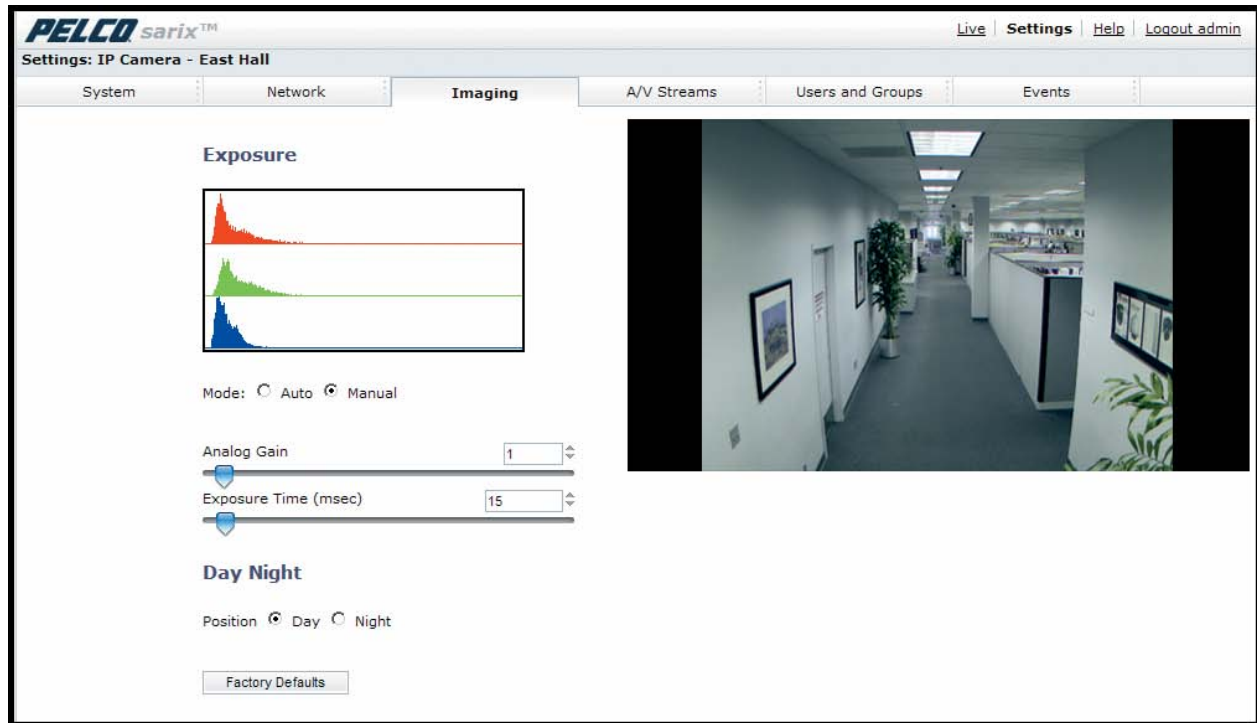 PELCO sarix™
Live Settings Help Logout admin
Settings: IP Camera - East Hall
System Network Imaging A/V Streams Users and Groups Events
Exposure
Mode: Auto Manual
Analog Gain 1
Exposure Time (msec) 15
Day Night
Position Day Night
Factory Defaults